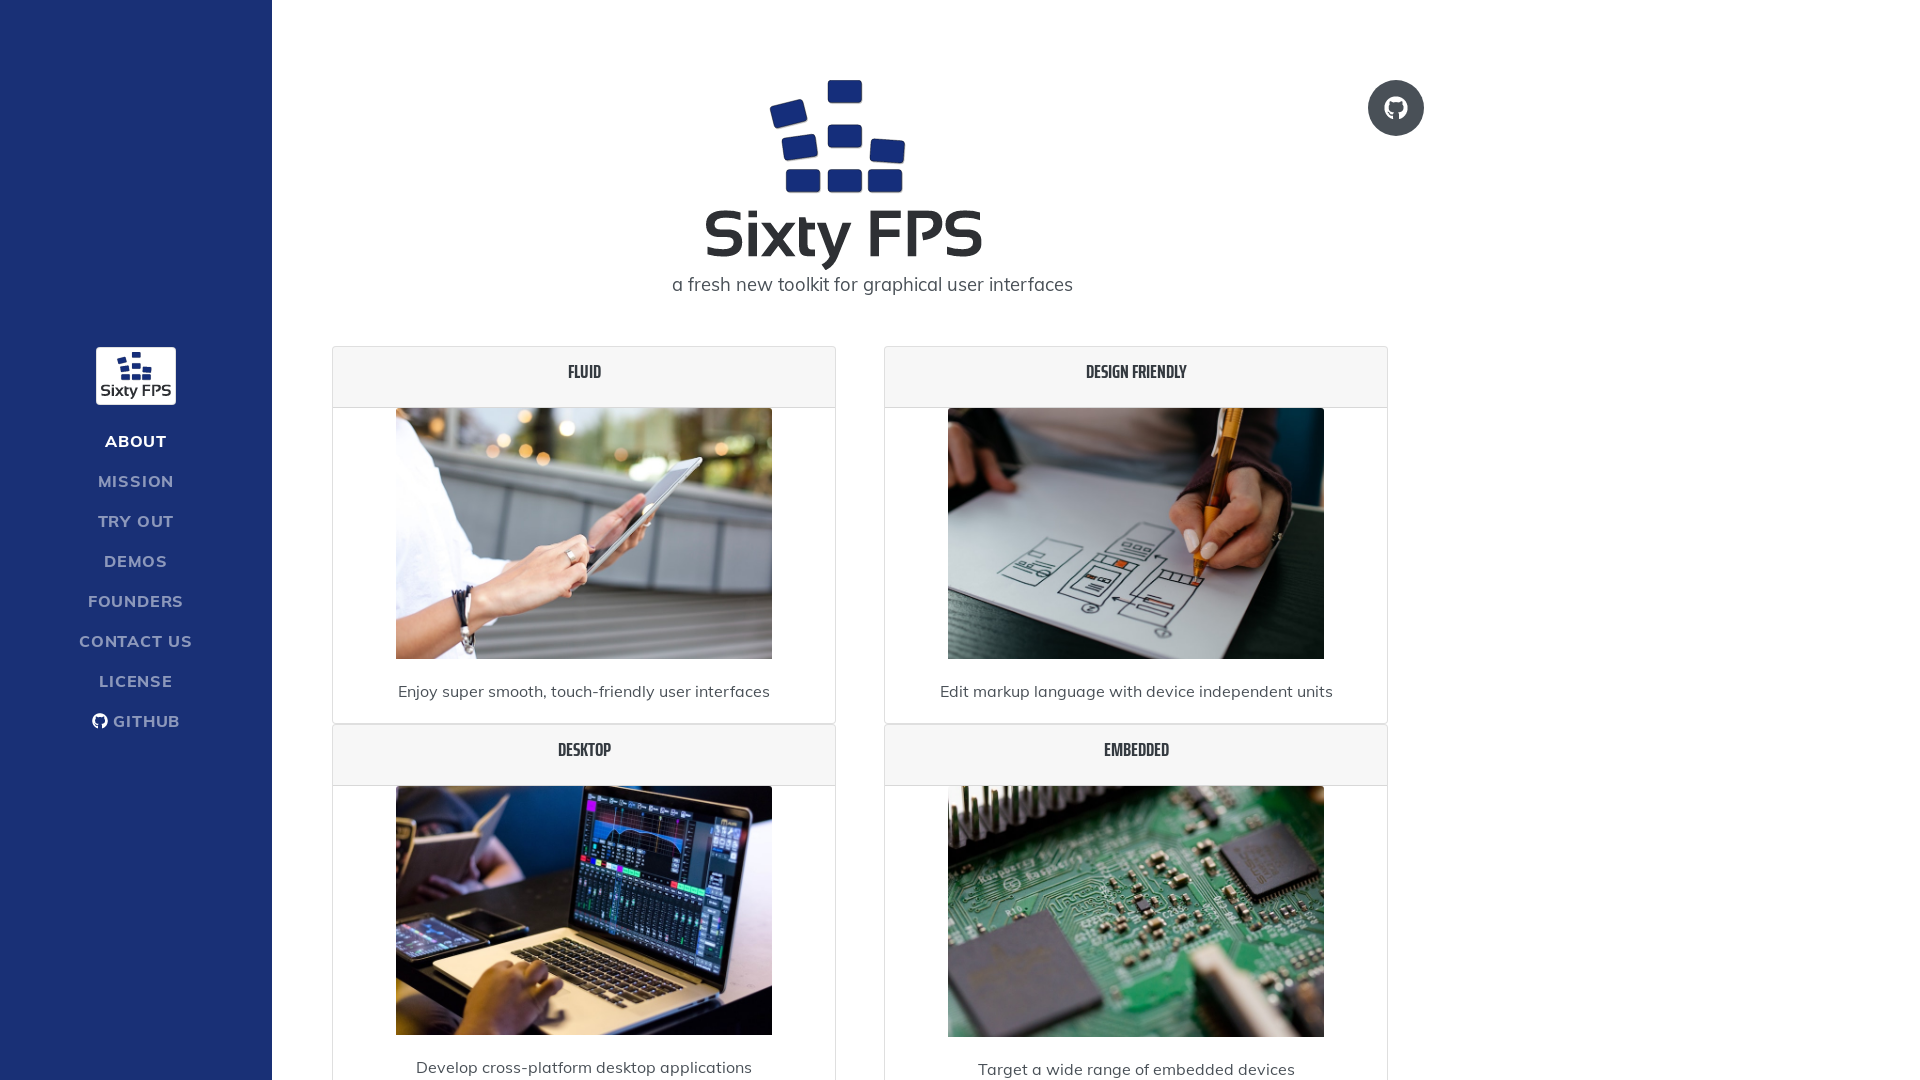 Sixty FPS
ABOUT
MISSION
TRY OUT
DEMOS
FOUNDERS
CONTACT US
LICENSE
GITHUB
Sixty FPS
a fresh new toolkit for graphical user interfaces
FLUID
Enjoy super smooth, touch-friendly user interfaces
DESIGN FRIENDLY
Edit markup language with device independent units
DESKTOP
Develop cross-platform desktop applications
EMBEDDED
Target a wide range of embedded devices